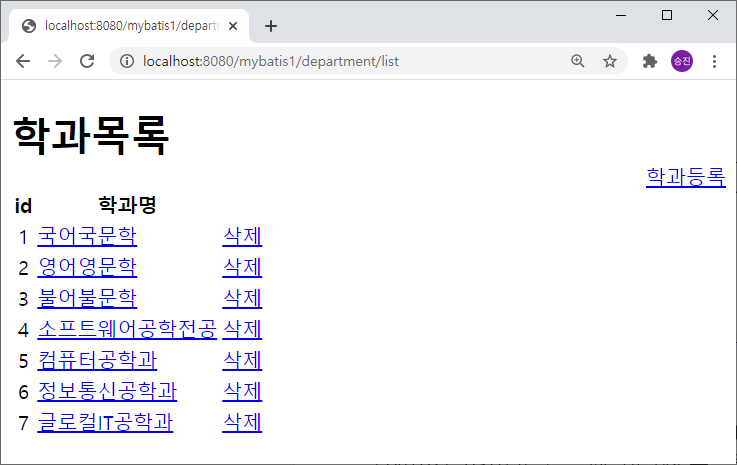 localhost:8080/mybatis1/departm
localhost:8080/mybatis1/department/list
승진
학과목록
학과등록
id 학과명
1 국어국문학 삭제
2 영어영문학 삭제
3 불어불문학 삭제
4 소프트웨어공학전공 삭제
5 컴퓨터공학과 삭제
6 정보통신공학과 삭제
7 글로컬IT공학과 삭제